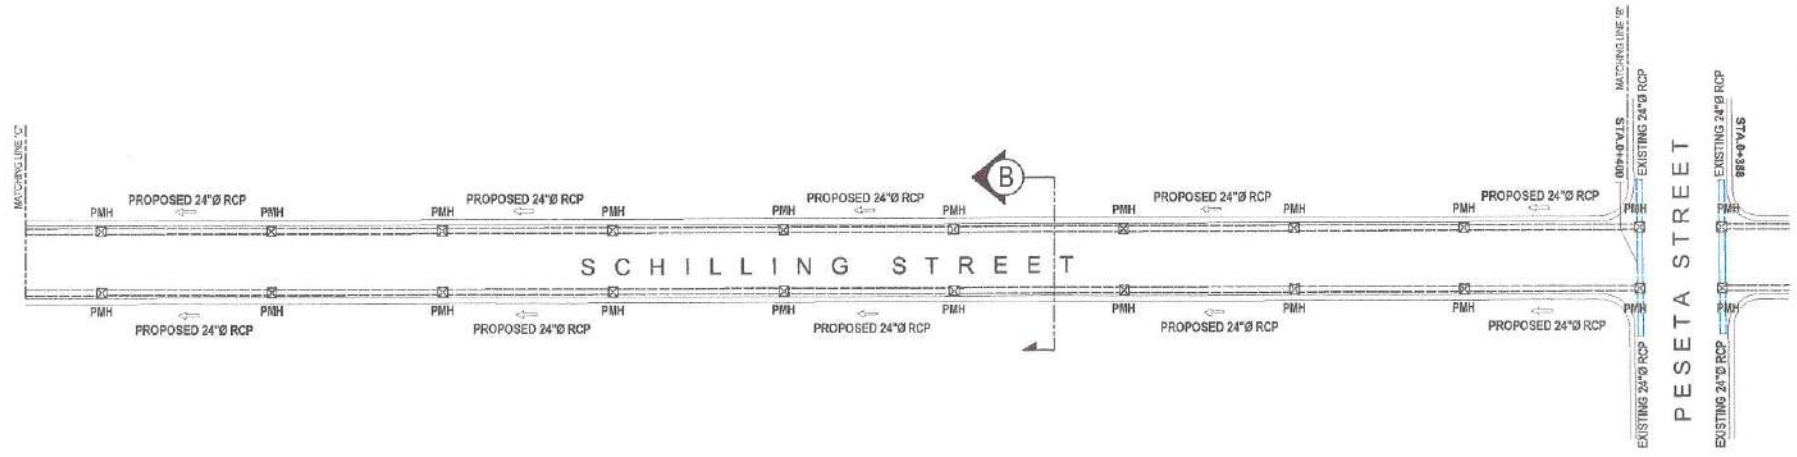 MATCHING LINE 'B'
MATCHING LINE 'C'
STA.0+400
EXISTING 24"Ø RCP
EXISTING 24"Ø RCP
STA.0+388
B
PROPOSED 24"Ø RCP
PROPOSED 24"Ø RCP
PROPOSED 24"Ø RCP
PROPOSED 24"Ø RCP
PROPOSED 24"Ø RCP
PMH
PMH
PMH
PMH
PMH
PMH
PMH
PMH
PMH
PMH
PMH
SCHILLING STREET
PESETA STREET
PMH
PMH
PMH
PMH
PMH
PMH
PMH
PMH
PMH
PMH
PMH
PROPOSED 24"Ø RCP
PROPOSED 24"Ø RCP
PROPOSED 24"Ø RCP
PROPOSED 24"Ø RCP
PROPOSED 24"Ø RCP
EXISTING 24"Ø RCP
EXISTING 24"Ø RCP